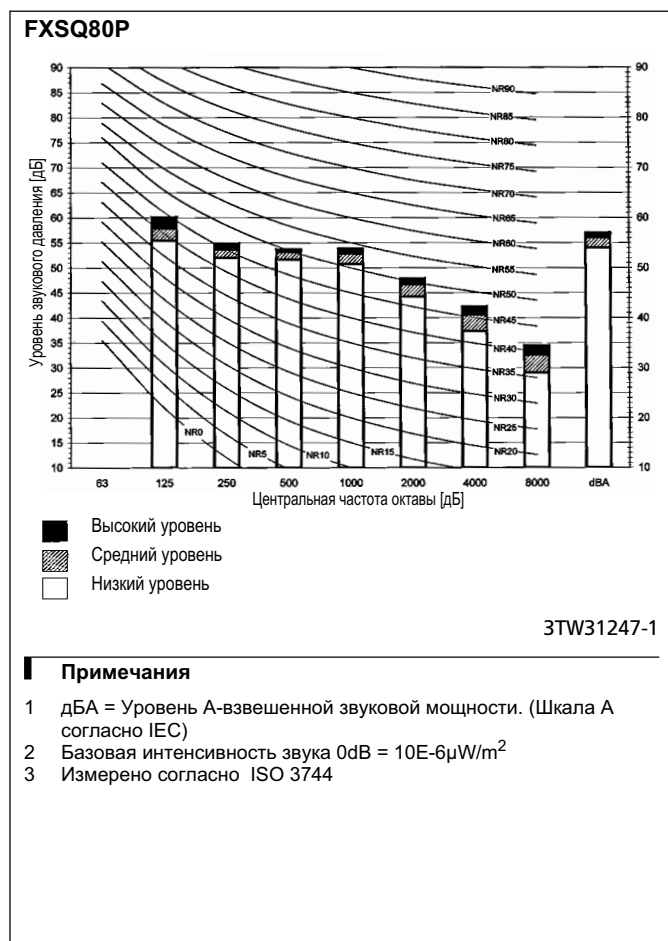 FXSQ80P
Уровень звукового давления [дБ]
90
85
80
75
70
65
60
55
50
45
40
35
30
25
20
15
10
90
80
70
60
50
40
30
20
10
NR90
NR85
NR80
NR75
NR70
NR65
NR60
NR55
NR50
NR45
NR40
NR35
NR30
NR25
NR20
NR0
NR5
NR10
NR15
63 125 250 500 1000 2000 4000 8000 dBA
Центральная частота октавы [дБ]
Высокий уровень
Средний уровень
Низкий уровень
3TW31247-1
Примечания
1 дБА = Уровень А-взвешенной звуковой мощности. (Шкала А
согласно IEC)
2 Базовая интенсивность звука 0dB = 10E-6µW/m²
3 Измерено согласно ISO 3744